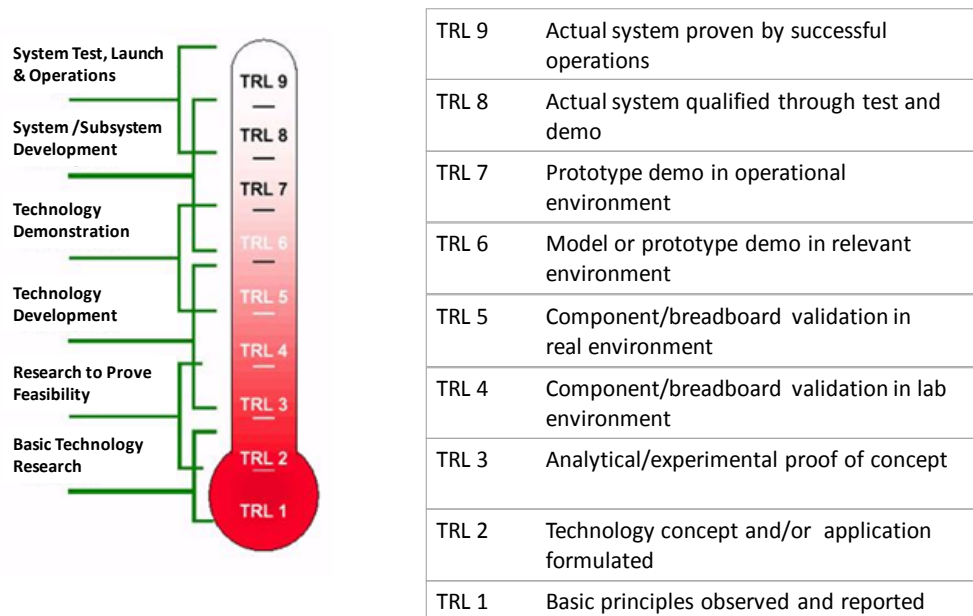 System Test, Launch
& Operations
System /Subsystem
Development
Technology
Demonstration
Technology
Development
Research to Prove
Feasibility
Basic Technology
Research
TRL 9
TRL 8
TRL 7
TRL 6
TRL 5
TRL 4
TRL 3
TRL 2
TRL 1
TRL 9 Actual system proven by successful
operations
TRL 8 Actual system qualified through test and
demo
TRL 7 Prototype demo in operational
environment
TRL 6 Model or prototype demo in relevant
environment
TRL 5 Component/breadboard validation in
real environment
TRL 4 Component/breadboard validation in lab
environment
TRL 3 Analytical/experimental proof of concept
TRL 2 Technology concept and/or application
formulated
TRL 1 Basic principles observed and reported